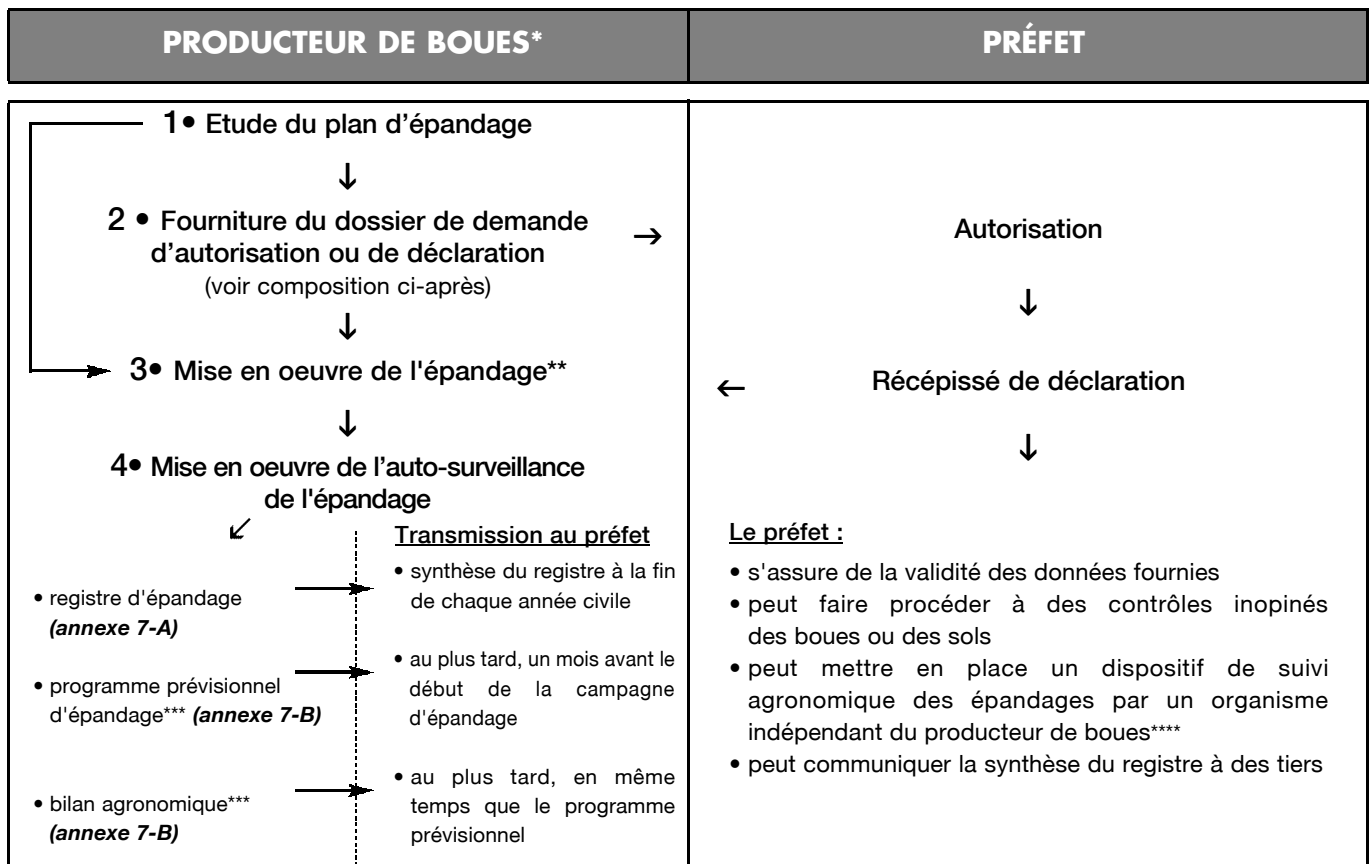 PRODUCTEUR DE BOUES*
PRÉFET
1• Etude du plan d'épandage
↓
2 • Fourniture du dossier de demande
d'autorisation ou de déclaration
(voir composition ci-après)
→
↓
3• Mise en oeuvre de l'épandage**
↓
4• Mise en oeuvre de l'auto-surveillance
de l'épandage
↙
• registre d'épandage
(annexe 7-A)
• programme prévisionnel
d'épandage*** (annexe 7-B)
• bilan agronomique***
(annexe 7-B)
Transmission au préfet
• synthèse du registre à la fin
de chaque année civile
• au plus tard, un mois avant le
début de la campagne
d'épandage
• au plus tard, en même
temps que le programme
prévisionnel
Autorisation
↓
← Récépissé de déclaration
↓
Le préfet :
• s'assure de la validité des données fournies
• peut faire procéder à des contrôles inopinés
des boues ou des sols
• peut mettre en place un dispositif de suivi
agronomique des épandages par un organisme
indépendant du producteur de boues****
• peut communiquer la synthèse du registre à des tiers